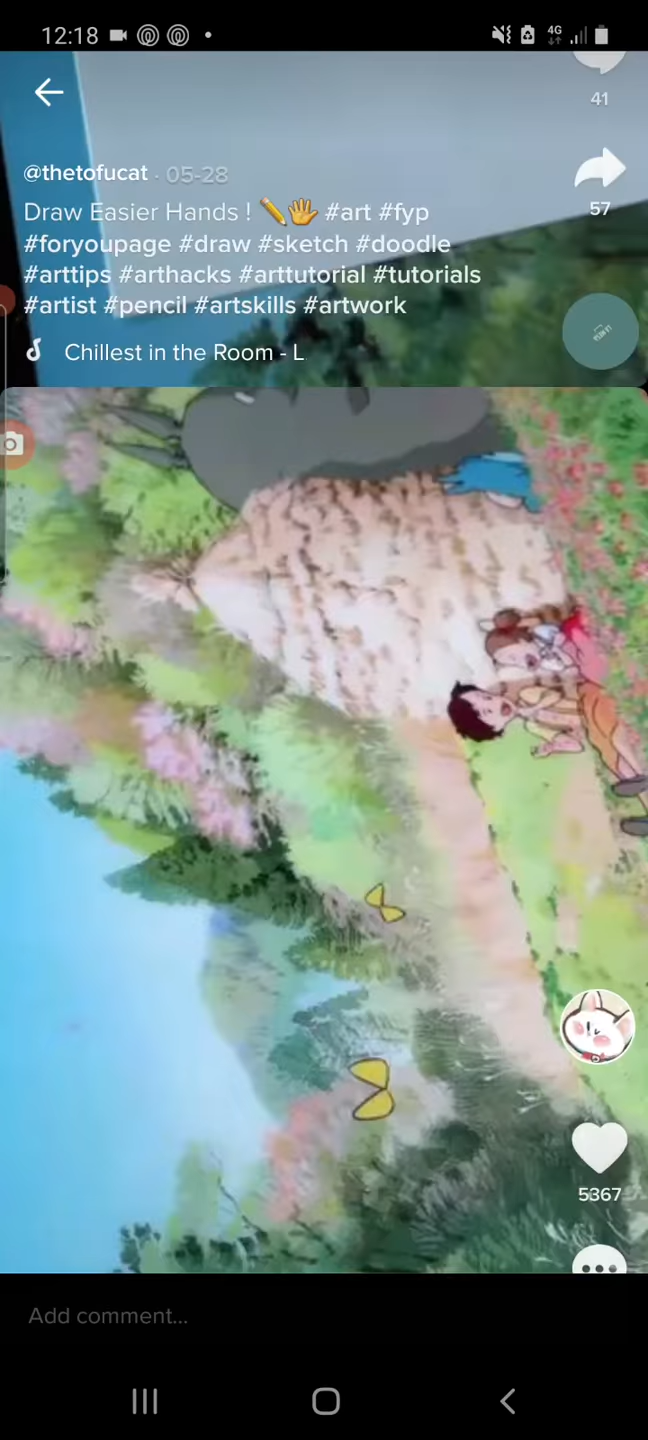 12:18
4G
41
@thetofucat · 05-28
57
Draw Easier Hands ! ✏️🖐️ #art #fyp
#foryoupage #draw #sketch #doodle
#arttips #arthacks #arttutorial #tutorials
#artist #pencil #artskills #artwork
Chillest in the Room - L
5367
Add comment...